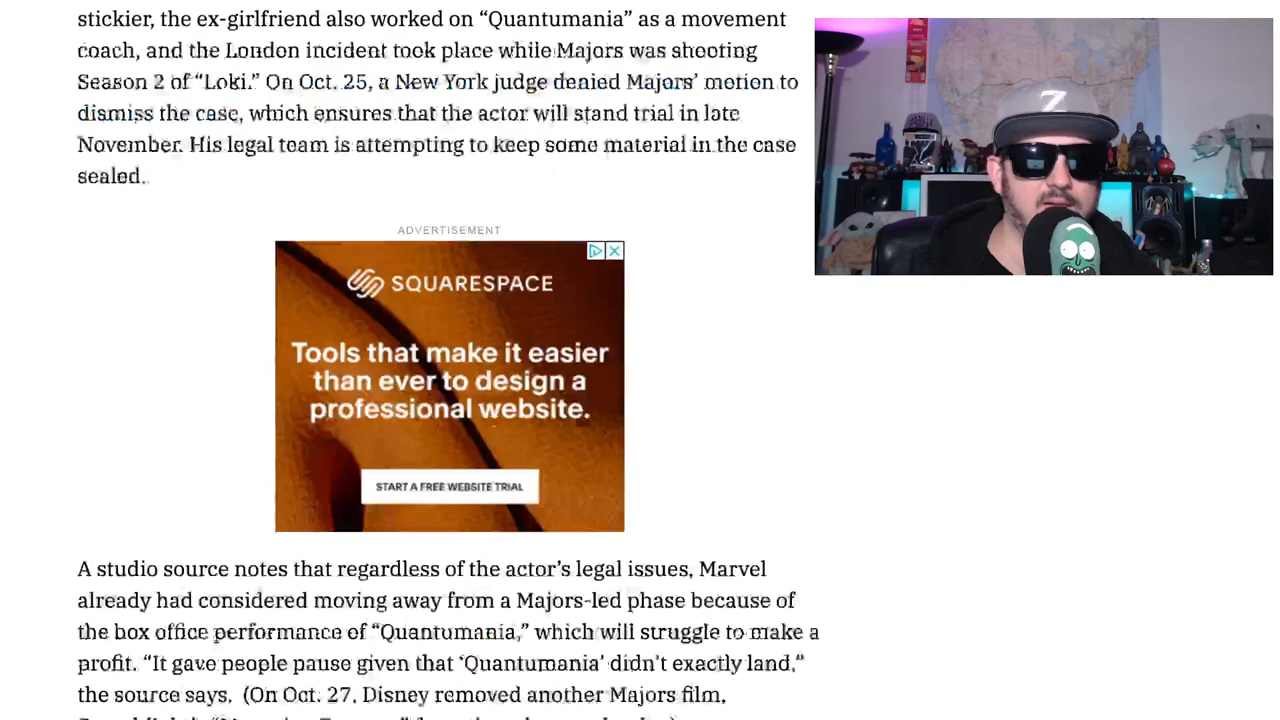 stickier, the ex-girlfriend also worked on “Quantumania” as a movement
coach, and the London incident took place while Majors was shooting
Season 2 of “Loki.” On Oct. 25, a New York judge denied Majors’ motion to
dismiss the case, which ensures that the actor will stand trial in late
November. His legal team is attempting to keep some material in the case
sealed.
ADVERTISEMENT
SQUARESPACE
Tools that make it easier
than ever to design a
professional website.
START A FREE WEBSITE TRIAL
A studio source notes that regardless of the actor’s legal issues, Marvel
already had considered moving away from a Majors-led phase because of
the box office performance of “Quantumania,” which will struggle to make a
profit. “It gave people pause given that ‘Quantumania’ didn’t exactly land,”
the source says. (On Oct. 27, Disney removed another Majors film,
Z